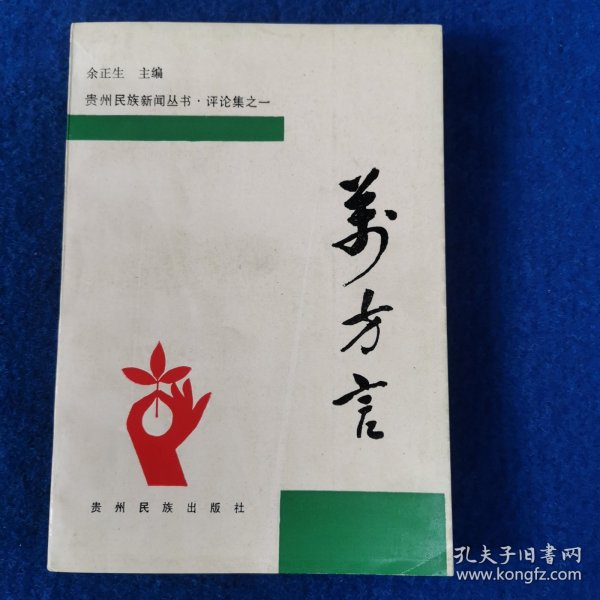 余正生 主编
贵州民族新闻丛书·评论集之一
萬方言
贵州民族出版社
孔夫子旧书网
www.kongfz.com